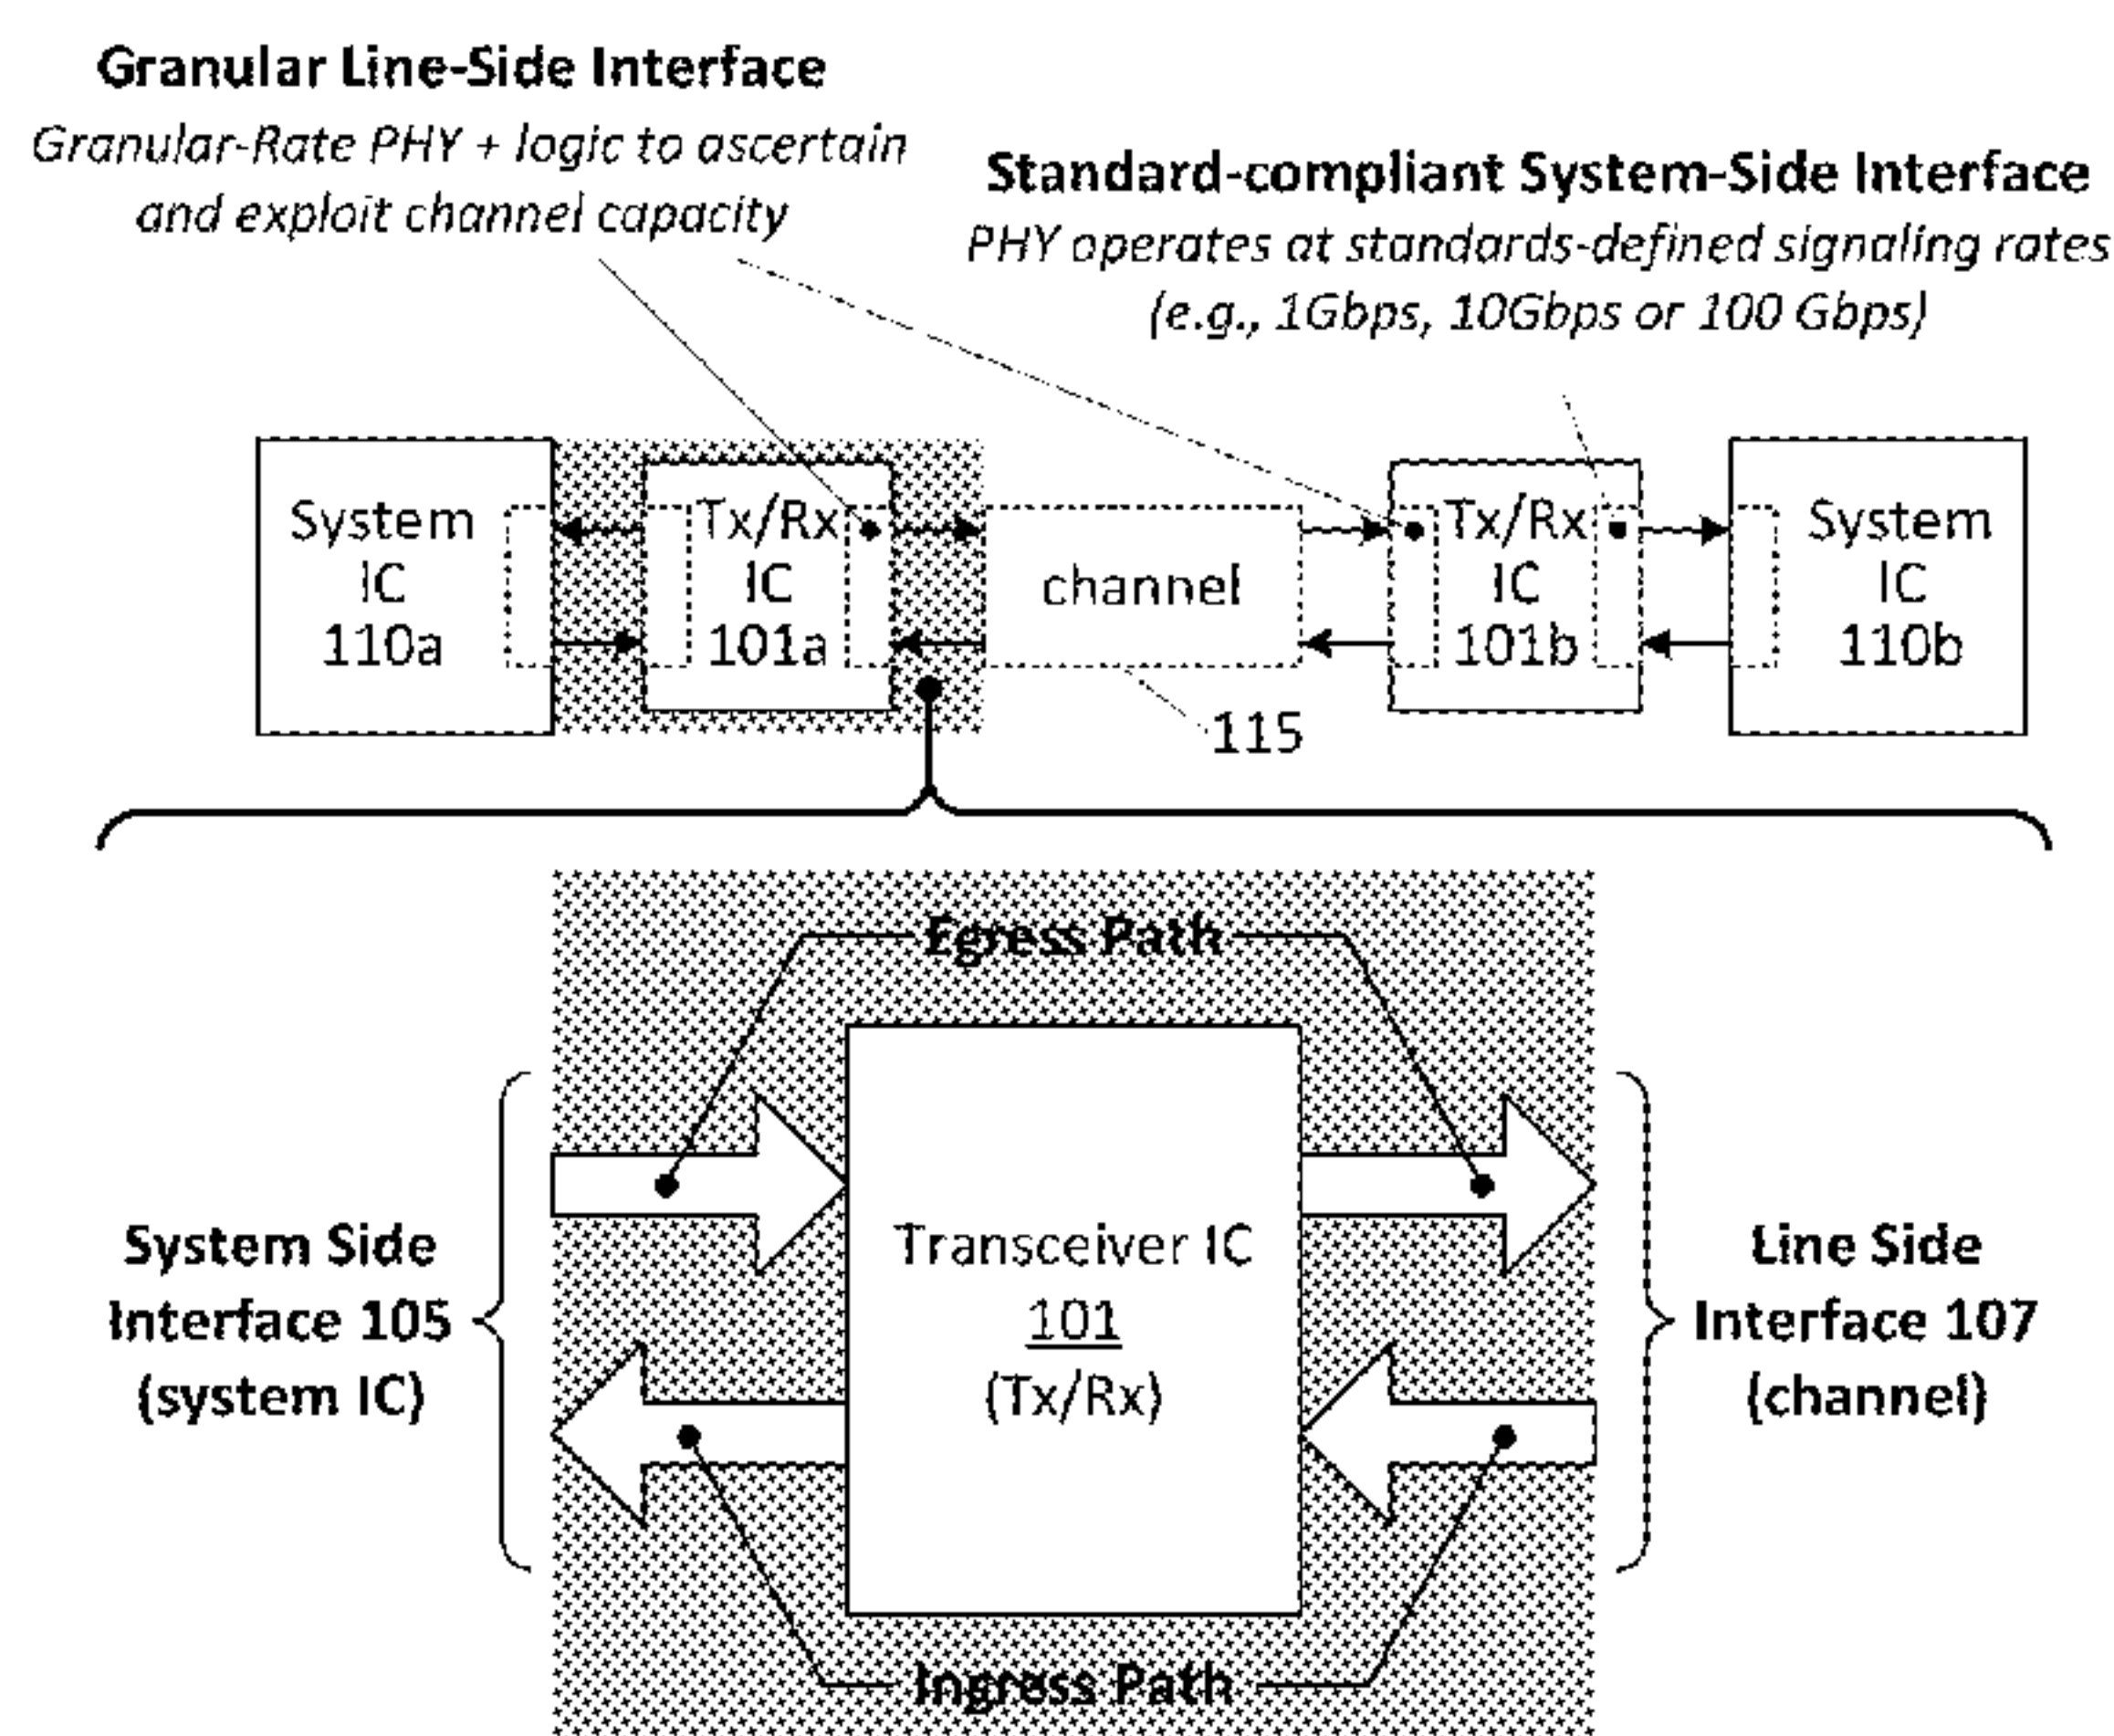 Granular Line-Side Interface
Granular-Rate PHY + logic to ascertain
and exploit channel capacity
Standard-compliant System-Side Interface
PHY operates at standards-defined signaling rates
(e.g., 1Gbps, 10Gbps or 100 Gbps)
System
IC
110a
Tx/Rx
IC
101a
channel
Tx/Rx
IC
101b
System
IC
110b
115
Egress Path
System Side
Interface 105
(system IC)
Transceiver IC
101
(Tx/Rx)
Line Side
Interface 107
(channel)
Ingress Path